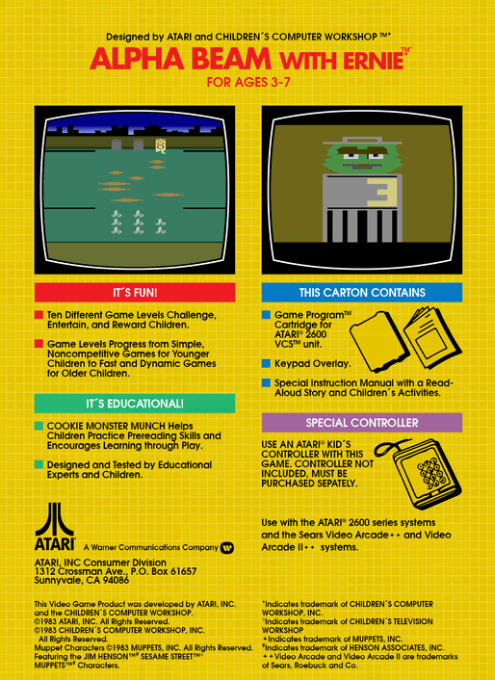 Designed by ATARI and CHILDREN´S COMPUTER WORKSHOP ™*
ALPHA BEAM WITH ERNIE™
FOR AGES 3-7
3
IT´S FUN!
Ten Different Game Levels Challenge,
Entertain, and Reward Children.
Game Levels Progress from Simple,
Noncompetitive Games for Younger
Children to Fast and Dynamic Games
for Older Children.
IT´S EDUCATIONAL!
COOKIE MONSTER MUNCH Helps
Children Practice Prereading Skills and
Encourages Learning through Play.
Designed and Tested by Educational
Experts and Children.
THIS CARTON CONTAINS
Game Program™
Cartridge for
ATARI® 2600
VCS™ unit.
Keypad Overlay.
Special Instruction Manual with a Read-
Aloud Story and Children´s Activities.
SPECIAL CONTROLLER
USE AN ATARI® KID´S
CONTROLLER WITH THIS
GAME. CONTROLLER NOT
INCLUDED, MUST BE
PURCHASED SEPATELY.
Use with the ATARI® 2600 series systems
and the Sears Video Arcade++ and Video
Arcade II++ systems.
ATARI® A Warner Communications Company
ATARI, INC Consumer Division
1312 Crossman Ave., P.O. Box 61657
Sunnyvale, CA 94086
This Video Game Product was developed by ATARI, INC.
and the CHILDREN´S COMPUTER WORKSHOP.
©1983 ATARI, INC. All Rights Reserved.
©1983 CHILDREN´S COMPUTER WORKSHOP, INC.
All Rights Reserved.
Muppet Characters ©1983 MUPPETS, INC. All Rights Reserved.
Featuring the JIM HENSON™# SESAME STREET™°
MUPPETS™# Characters.
*Indicates trademark of CHILDREN´S COMPUTER
WORKSHOP, INC.
°Indicates trademark of CHILDREN´S TELEVISION
WORKSHOP
+Indicates trademark of MUPPETS, INC.
#Indicates trademark of HENSON ASSOCIATES, INC.
++Video Arcade and Video Arcade II are trademarks
of Sears, Roebuck and Co.